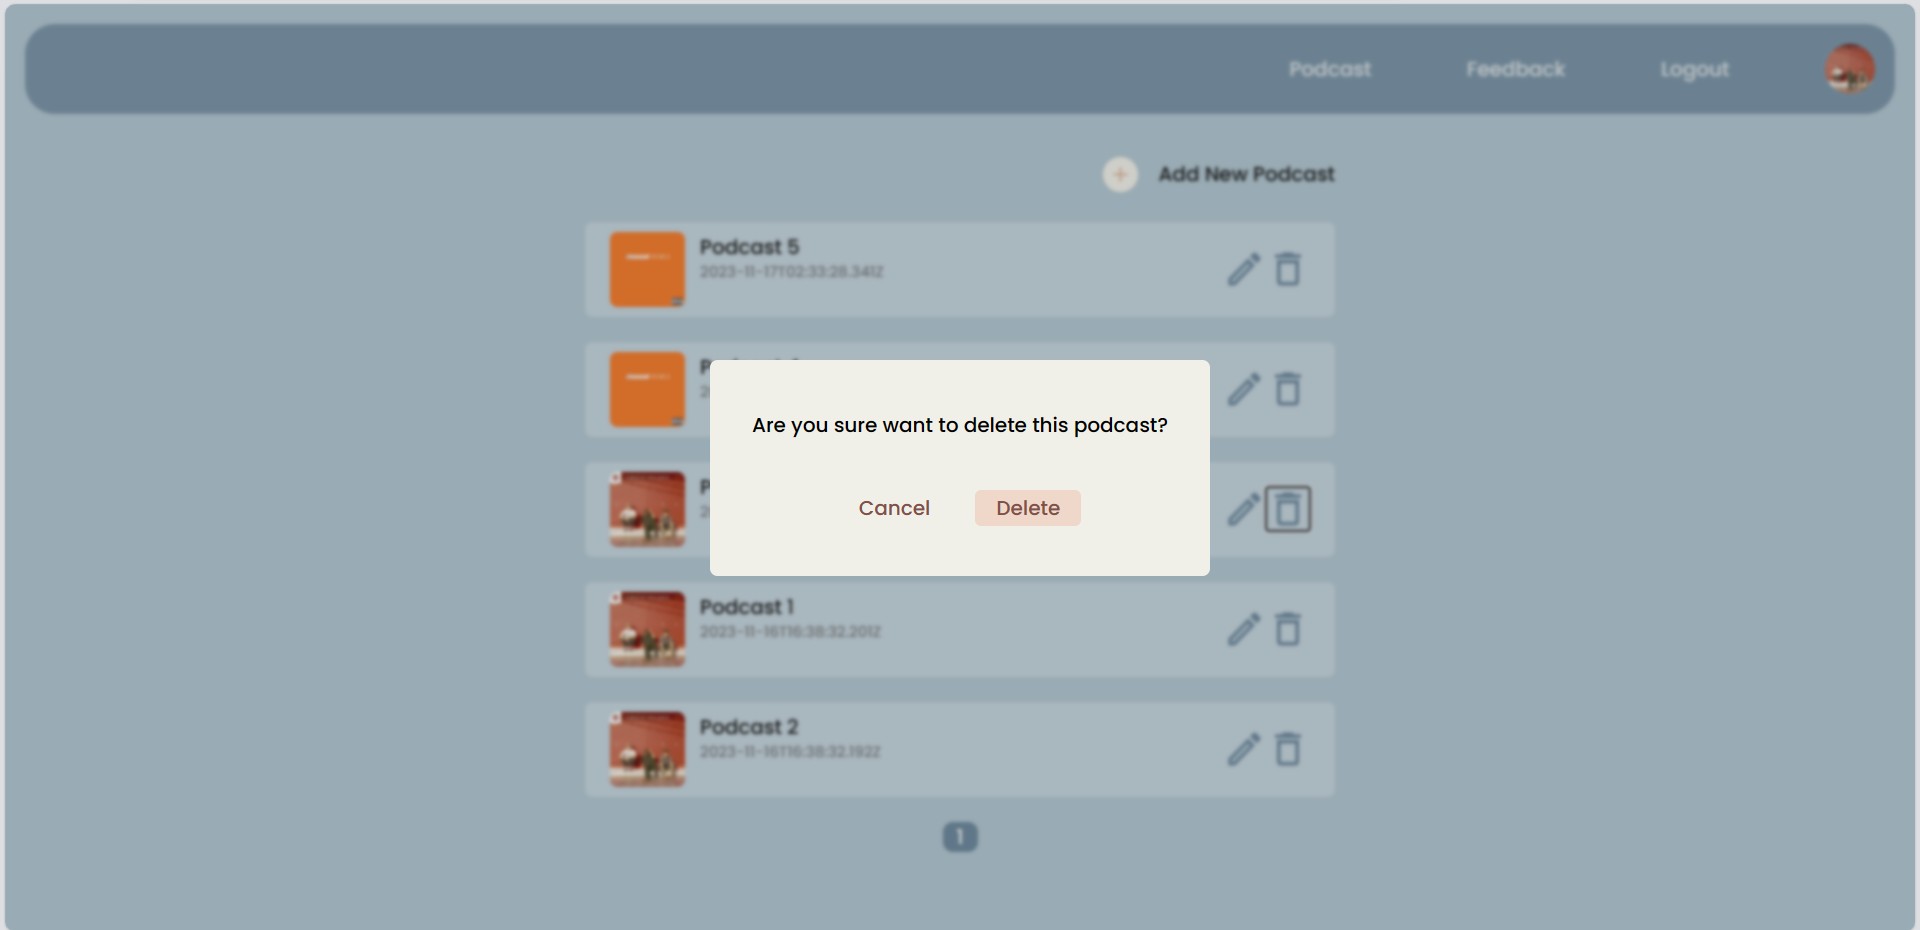 Podcast
Feedback
Logout
+
Add New Podcast
Podcast 5
2023-11-17T02:33:28.341Z
Are you sure want to delete this podcast?
Cancel
Delete
Podcast 1
2023-11-16T16:38:32.201Z
Podcast 2
2023-11-16T16:38:32.192Z
1